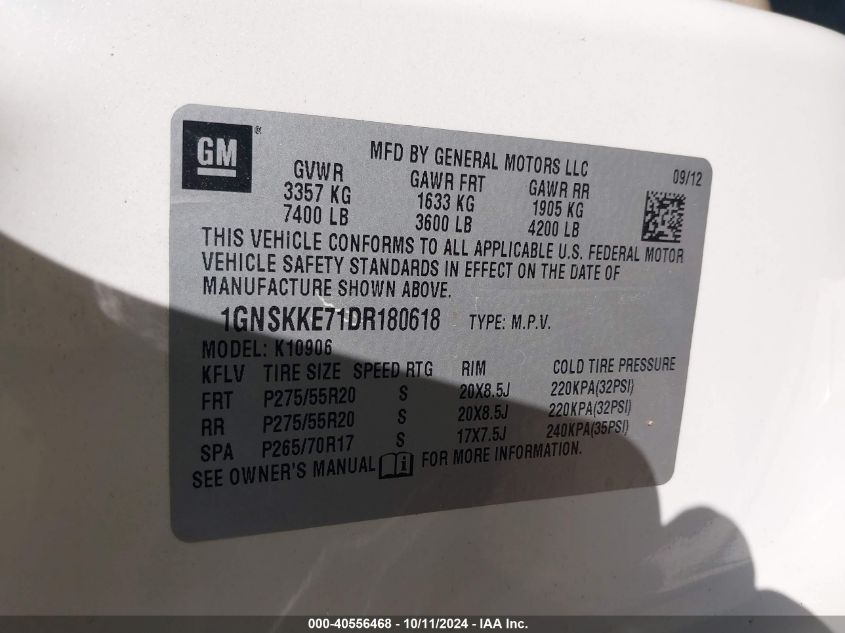 GM ®
MFD BY GENERAL MOTORS LLC
09/12
GVWR GAWR FRT GAWR RR
3357 KG 1633 KG 1905 KG
7400 LB 3600 LB 4200 LB
THIS VEHICLE CONFORMS TO ALL APPLICABLE U.S. FEDERAL MOTOR
VEHICLE SAFETY STANDARDS IN EFFECT ON THE DATE OF
MANUFACTURE SHOWN ABOVE.
1GNSKKE71DR180618 TYPE: M.P.V.
MODEL: K10906
KFLV TIRE SIZE SPEED RTG RIM COLD TIRE PRESSURE
FRT P275/55R20 S 20X8.5J 220KPA(32PSI)
RR P275/55R20 S 20X8.5J 220KPA(32PSI)
SPA P265/70R17 S 17X7.5J 240KPA(35PSI)
SEE OWNER'S MANUAL FOR MORE INFORMATION.
000-40556468 - 10/11/2024 - IAA Inc.